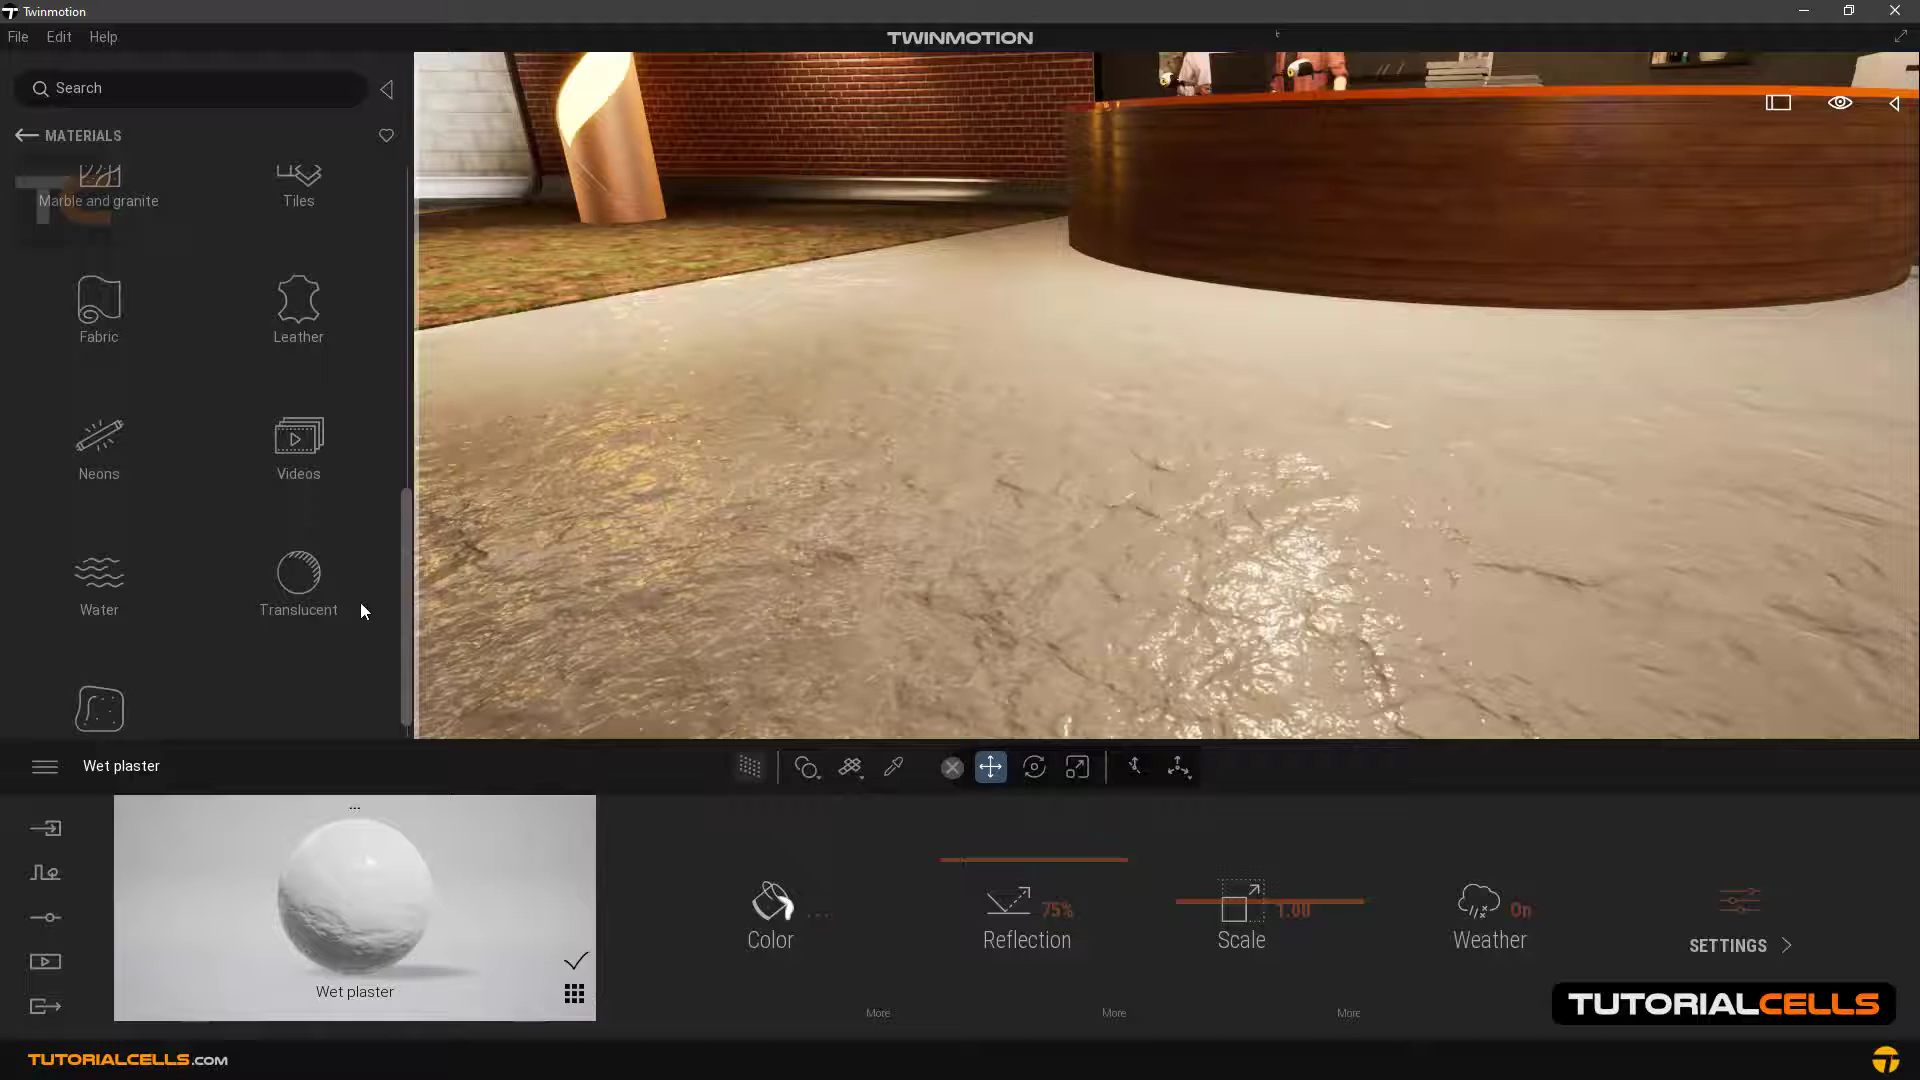 Twinmotion
File Edit Help
TWINMOTION
Search
MATERIALS
TC
Marble and granite
Tiles
Fabric
Leather
Neons
Videos
Water
Translucent
Wet plaster
...
Wet plaster
Color ...
Reflection 75%
Scale 1.00
Weather On
SETTINGS
More
More
More
TUTORIALCELLS
TUTORIALCELLS.COM